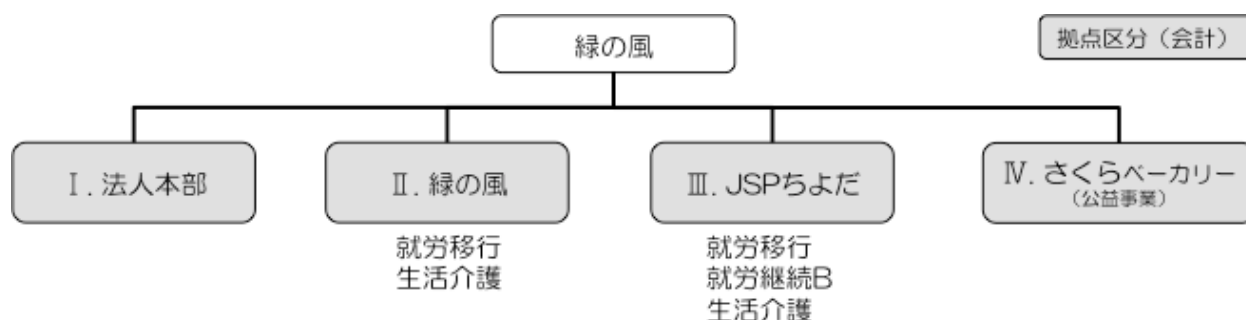 緑の風
拠点区分（会計）
Ⅰ. 法人本部
Ⅱ. 緑の風
Ⅲ. JSPちよだ
Ⅳ. さくらベーカリー
（公益事業）
就労移行
生活介護
就労移行
就労継続B
生活介護